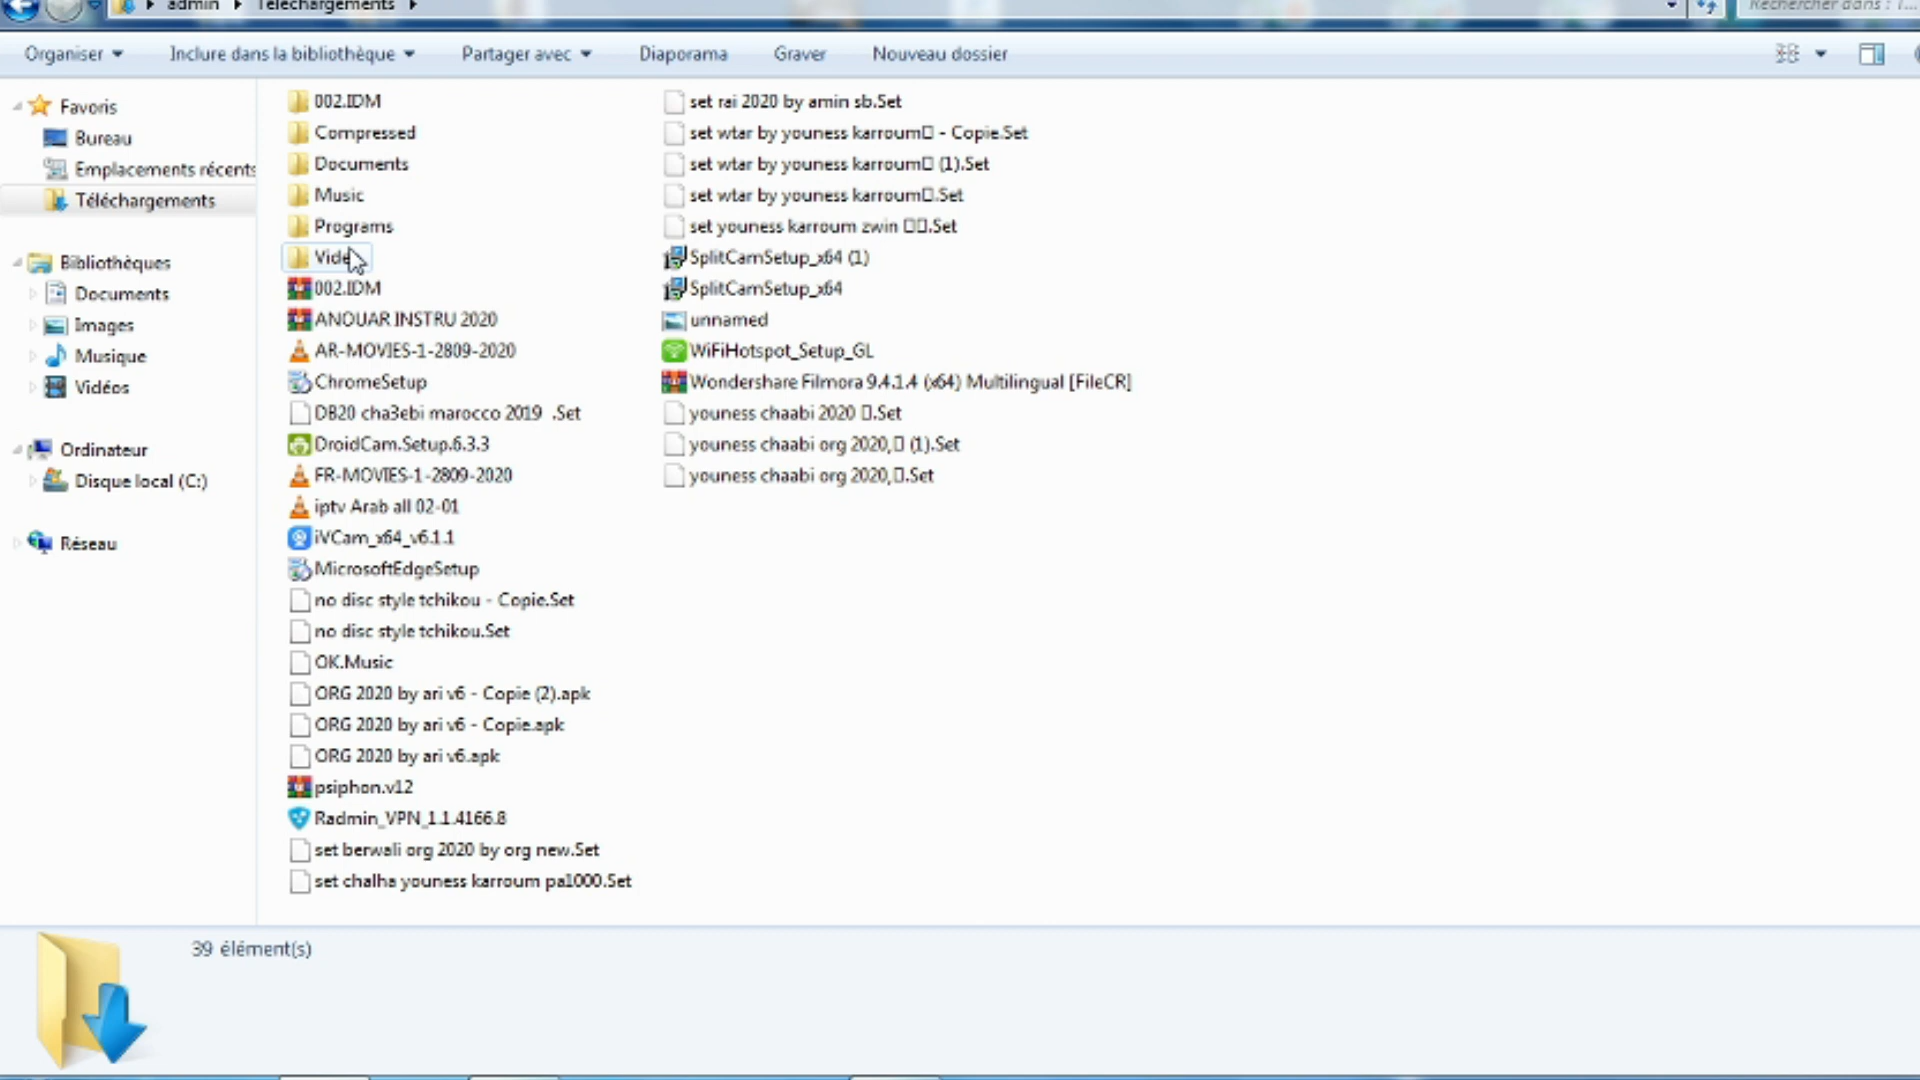 admin ▸ Téléchargements ▸
Rechercher dans : T...
Organiser Inclure dans la bibliothèque Partager avec Diaporama Graver Nouveau dossier
Favoris
Bureau
Emplacements récents
Téléchargements
Bibliothèques
Documents
Images
Musique
Vidéos
Ordinateur
Disque local (C:)
Réseau
002.IDM
Compressed
Documents
Music
Programs
002.IDM
ANOUAR INSTRU 2020
AR-MOVIES-1-2809-2020
ChromeSetup
DB20 cha3ebi marocco 2019 .Set
DroidCam.Setup.6.3.3
FR-MOVIES-1-2809-2020
iptv Arab all 02-01
iVCam_x64_v6.1.1
MicrosoftEdgeSetup
no disc style tchikou - Copie.Set
no disc style tchikou.Set
OK.Music
ORG 2020 by ari v6 - Copie (2).apk
ORG 2020 by ari v6 - Copie.apk
ORG 2020 by ari v6.apk
psiphon.v12
Radmin_VPN_1.1.4166.8
set berwali org 2020 by org new.Set
set chalha youness karroum pa1000.Set
set rai 2020 by amin sb.Set
set wtar by youness karroum▯ - Copie.Set
set wtar by youness karroum▯ (1).Set
set wtar by youness karroum▯.Set
set youness karroum zwin ▯▯.Set
SplitCamSetup_x64 (1)
SplitCamSetup_x64
unnamed
WiFiHotspot_Setup_GL
Wondershare Filmora 9.4.1.4 (x64) Multilingual [FileCR]
youness chaabi 2020 ▯.Set
youness chaabi org 2020,▯ (1).Set
youness chaabi org 2020,▯.Set
39 élément(s)